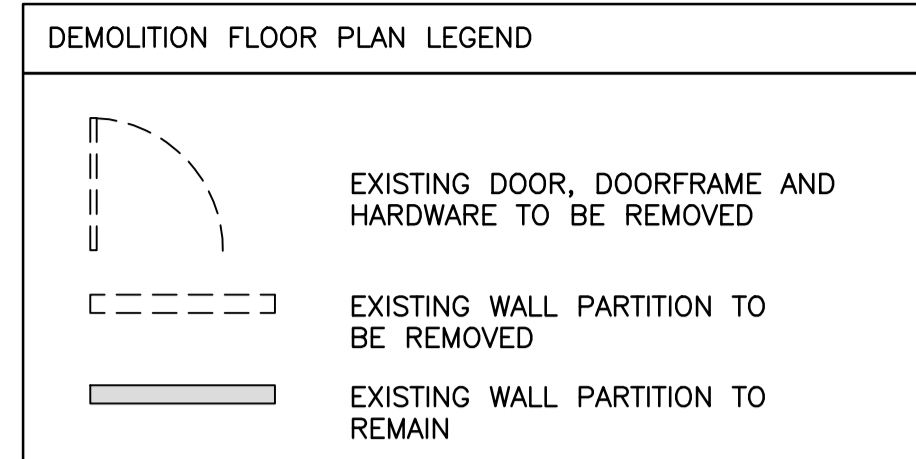 DEMOLITION FLOOR PLAN LEGEND
EXISTING DOOR, DOORFRAME AND
HARDWARE TO BE REMOVED
EXISTING WALL PARTITION TO
BE REMOVED
EXISTING WALL PARTITION TO
REMAIN